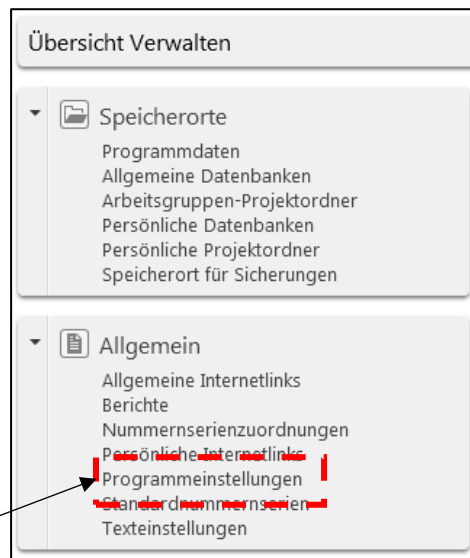 Übersicht Verwalten
Speicherorte
Programmdaten
Allgemeine Datenbanken
Arbeitsgruppen-Projektordner
Persönliche Datenbanken
Persönliche Projektordner
Speicherort für Sicherungen
Allgemein
Allgemeine Internetlinks
Berichte
Nummernserienzuordnungen
Persönliche Internetlinks
Programmeinstellungen
Standardnummernserien
Texteinstellungen